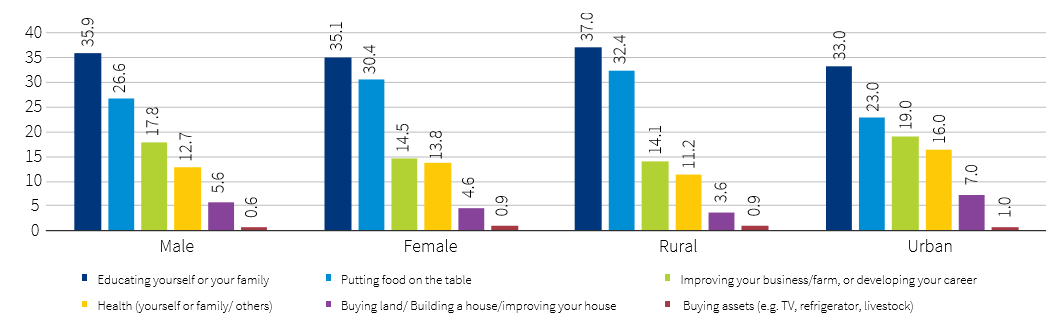 40
35
30
25
20
15
10
5
0
35.9 26.6 17.8 12.7 5.6 0.6
35.1 30.4 14.5 13.8 4.6 0.9
37.0 32.4 14.1 11.2 3.6 0.9
33.0 23.0 19.0 16.0 7.0 1.0
Male Female Rural Urban
Educating yourself or your family Putting food on the table Improving your business/farm, or developing your career
Health (yourself or family/ others) Buying land/ Building a house/improving your house Buying assets (e.g. TV, refrigerator, livestock)